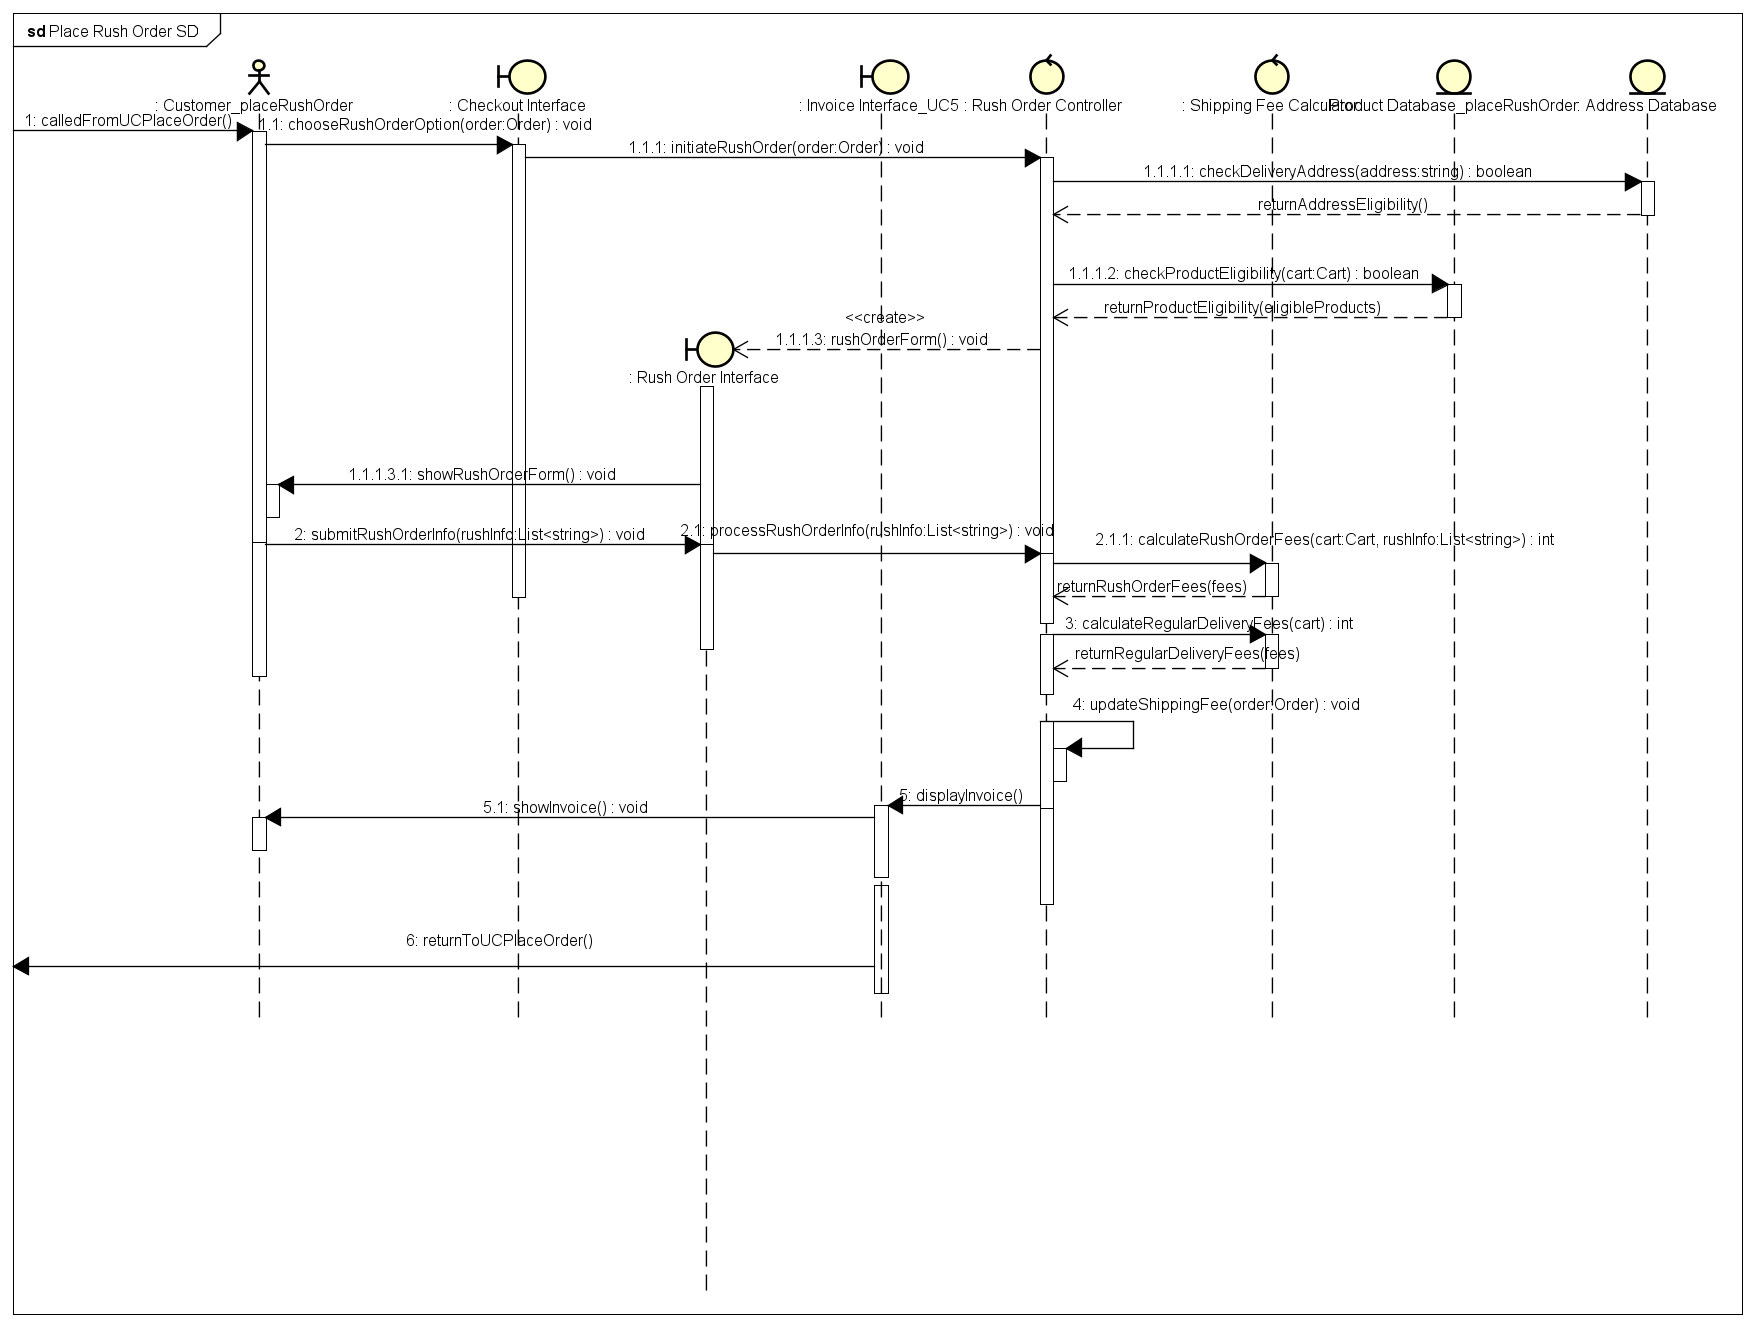 sd Place Rush Order SD
: Customer_placeRushOrder
: Checkout Interface
: Invoice Interface_UC5
: Rush Order Controller
: Shipping Fee Calculator
Product Database_placeRushOrder
: Address Database
1: calledFromUCPlaceOrder()
1.1: chooseRushOrderOption(order:Order) : void
1.1.1: initiateRushOrder(order:Order) : void
1.1.1.1: checkDeliveryAddress(address:string) : boolean
returnAddressEligibility()
1.1.1.2: checkProductEligibility(cart:Cart) : boolean
returnProductEligibility(eligibleProducts)
<<create>>
1.1.1.3: rushOrderForm() : void
: Rush Order Interface
1.1.1.3.1: showRushOrderForm() : void
2: submitRushOrderInfo(rushInfo:List<string>) : void
2.1: processRushOrderInfo(rushInfo:List<string>) : void
2.1.1: calculateRushOrderFees(cart:Cart, rushInfo:List<string>) : int
returnRushOrderFees(fees)
3: calculateRegularDeliveryFees(cart) : int
returnRegularDeliveryFees(fees)
4: updateShippingFee(order:Order) : void
5: displayInvoice()
5.1: showInvoice() : void
6: returnToUCPlaceOrder()